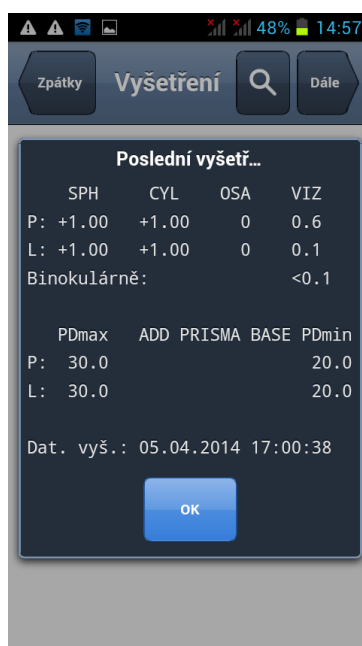 48% 14:57
Zpátky Vyšetření Dále
Poslední vyšetř...
SPH CYL OSA VIZ
P: +1.00 +1.00 0 0.6
L: +1.00 +1.00 0 0.1
Binokulárně: <0.1
PDmax ADD PRISMA BASE PDmin
P: 30.0 20.0
L: 30.0 20.0
Dat. vyš.: 05.04.2014 17:00:38
OK